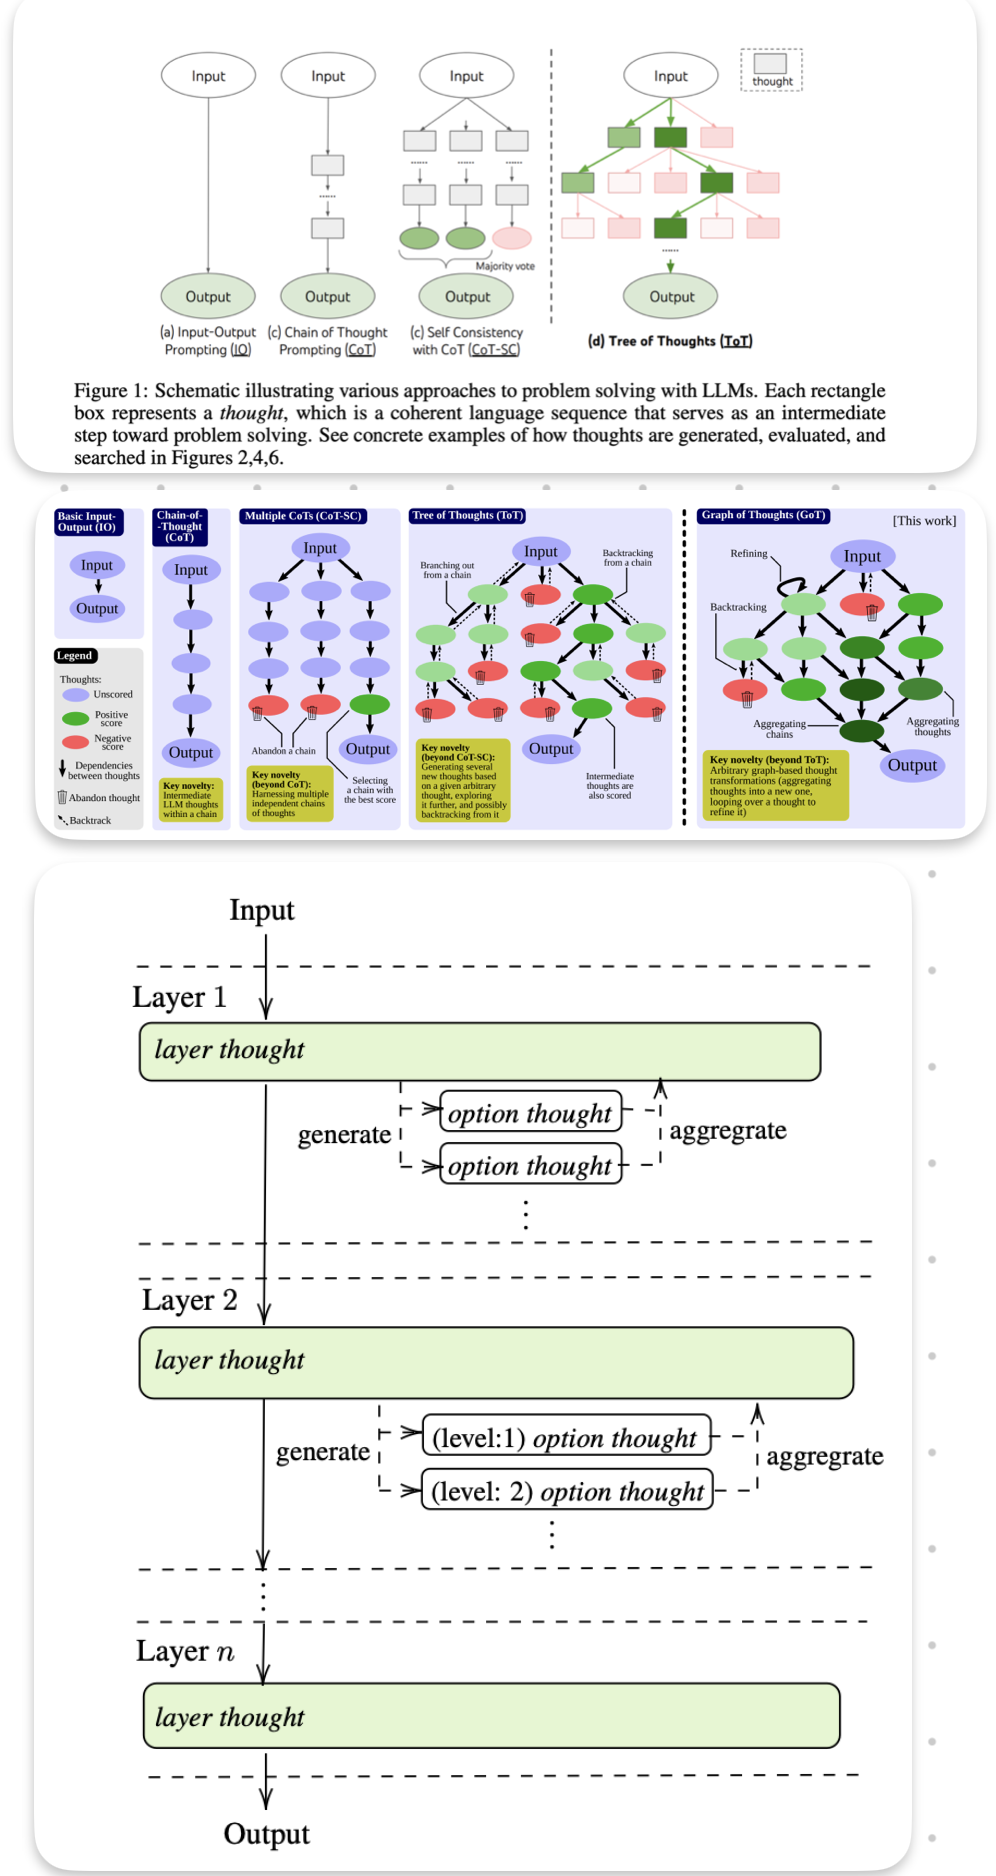 Input
Input
Input
Input
thought
......
......
......
......
......
Majority vote
Output
Output
Output
Output
(a) Input-Output
Prompting (IO)
(c) Chain of Thought
Prompting (CoT)
(c) Self Consistency
with CoT (CoT-SC)
(d) Tree of Thoughts (ToT)
Figure 1: Schematic illustrating various approaches to problem solving with LLMs. Each rectangle
box represents a thought, which is a coherent language sequence that serves as an intermediate
step toward problem solving. See concrete examples of how thoughts are generated, evaluated, and
searched in Figures 2,4,6.
Basic Input-
Output (IO)
Input
Output
Legend
Thoughts:
Unscored
Positive
score
Negative
score
Dependencies
between thoughts
Abandon thought
Backtrack
Chain-of-
-Thought
(CoT)
Input
Output
Key novelty:
Intermediate
LLM thoughts
within a chain
Multiple CoTs (CoT-SC)
Input
Abandon a chain
Output
Key novelty
(beyond CoT):
Harnessing multiple
independent chains
of thoughts
Selecting
a chain with
the best score
Tree of Thoughts (ToT)
Input
Branching out
from a chain
Backtracking
from a chain
Output
Key novelty
(beyond CoT-SC):
Generating several
new thoughts based
on a given arbitrary
thought, exploring
it further, and possibly
backtracking from it
Intermediate
thoughts are
also scored
Graph of Thoughts (GoT)
[This work]
Refining
Input
Backtracking
Aggregating
chains
Aggregating
thoughts
Output
Key novelty (beyond ToT):
Arbitrary graph-based thought
transformations (aggregating
thoughts into a new one,
looping over a thought to
refine it)
Input
Layer 1
layer thought
generate
option thought
option thought
aggregrate
Layer 2
layer thought
generate
(level:1) option thought
(level: 2) option thought
aggregrate
Layer n
layer thought
Output